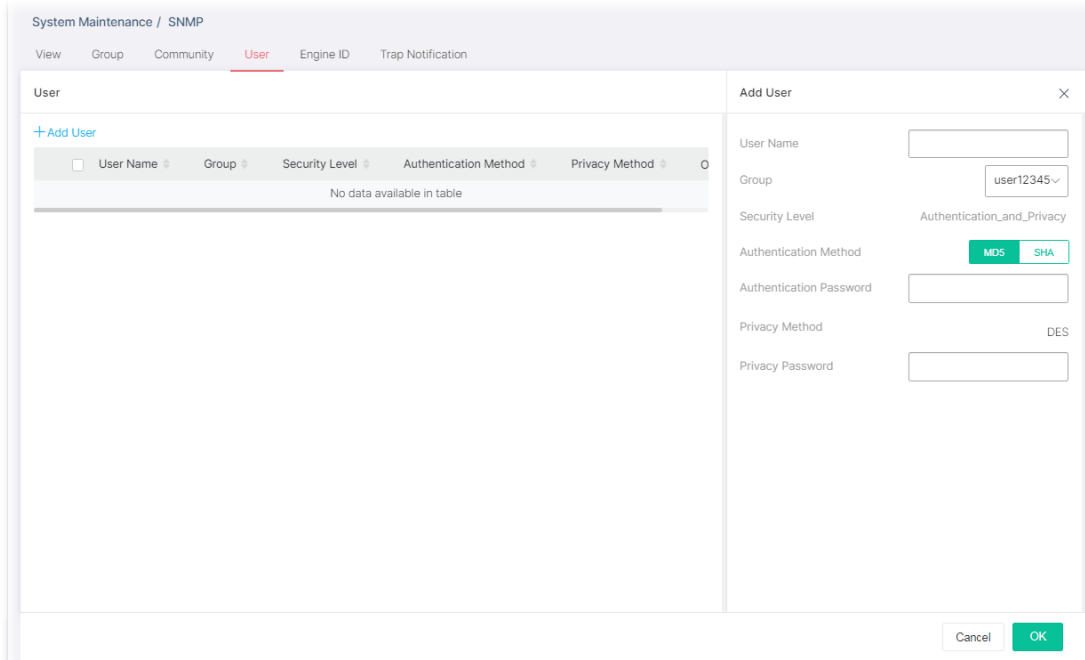 System Maintenance / SNMP
View Group Community User Engine ID Trap Notification
User
+Add User
User Name Group Security Level Authentication Method Privacy Method O
No data available in table
Add User
User Name
Group user12345
Security Level Authentication_and_Privacy
Authentication Method MD5 SHA
Authentication Password
Privacy Method DES
Privacy Password
Cancel OK